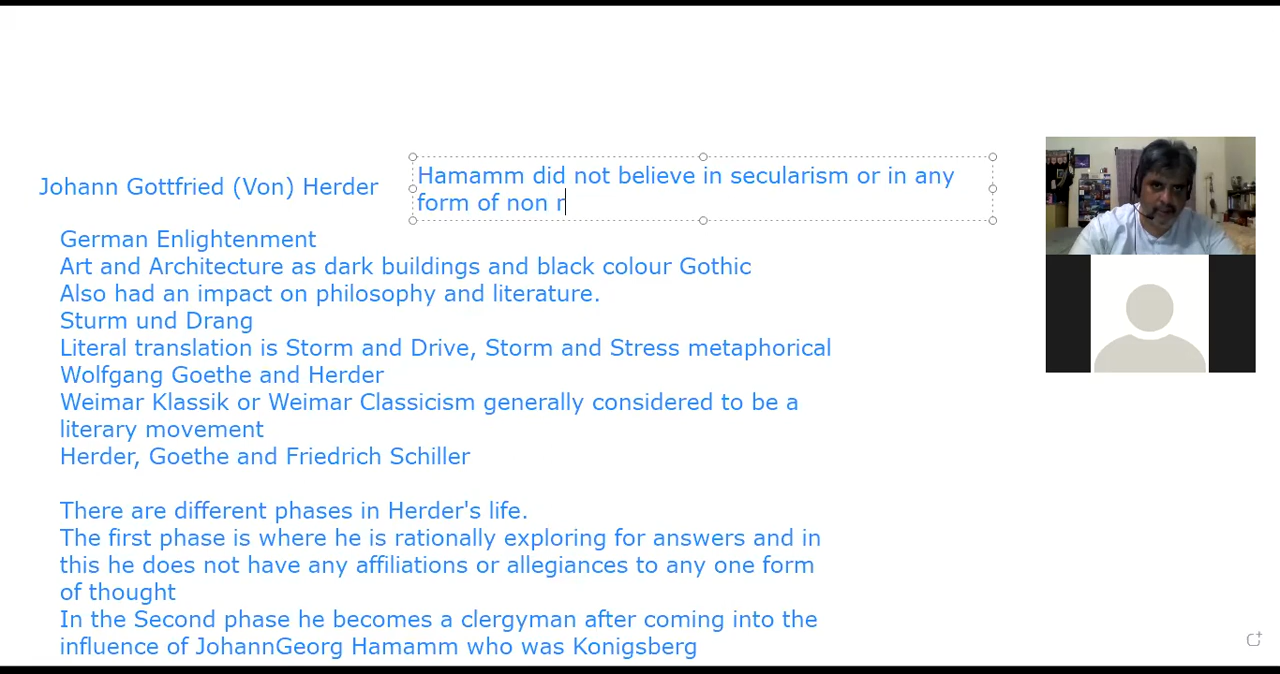 Johann Gottfried (Von) Herder
Hamamm did not believe in secularism or in any
form of non r
German Enlightenment
Art and Architecture as dark buildings and black colour Gothic
Also had an impact on philosophy and literature.
Sturm und Drang
Literal translation is Storm and Drive, Storm and Stress metaphorical
Wolfgang Goethe and Herder
Weimar Klassik or Weimar Classicism generally considered to be a
literary movement
Herder, Goethe and Friedrich Schiller
There are different phases in Herder's life.
The first phase is where he is rationally exploring for answers and in
this he does not have any affiliations or allegiances to any one form
of thought
In the Second phase he becomes a clergyman after coming into the
influence of JohannGeorg Hamamm who was Konigsberg